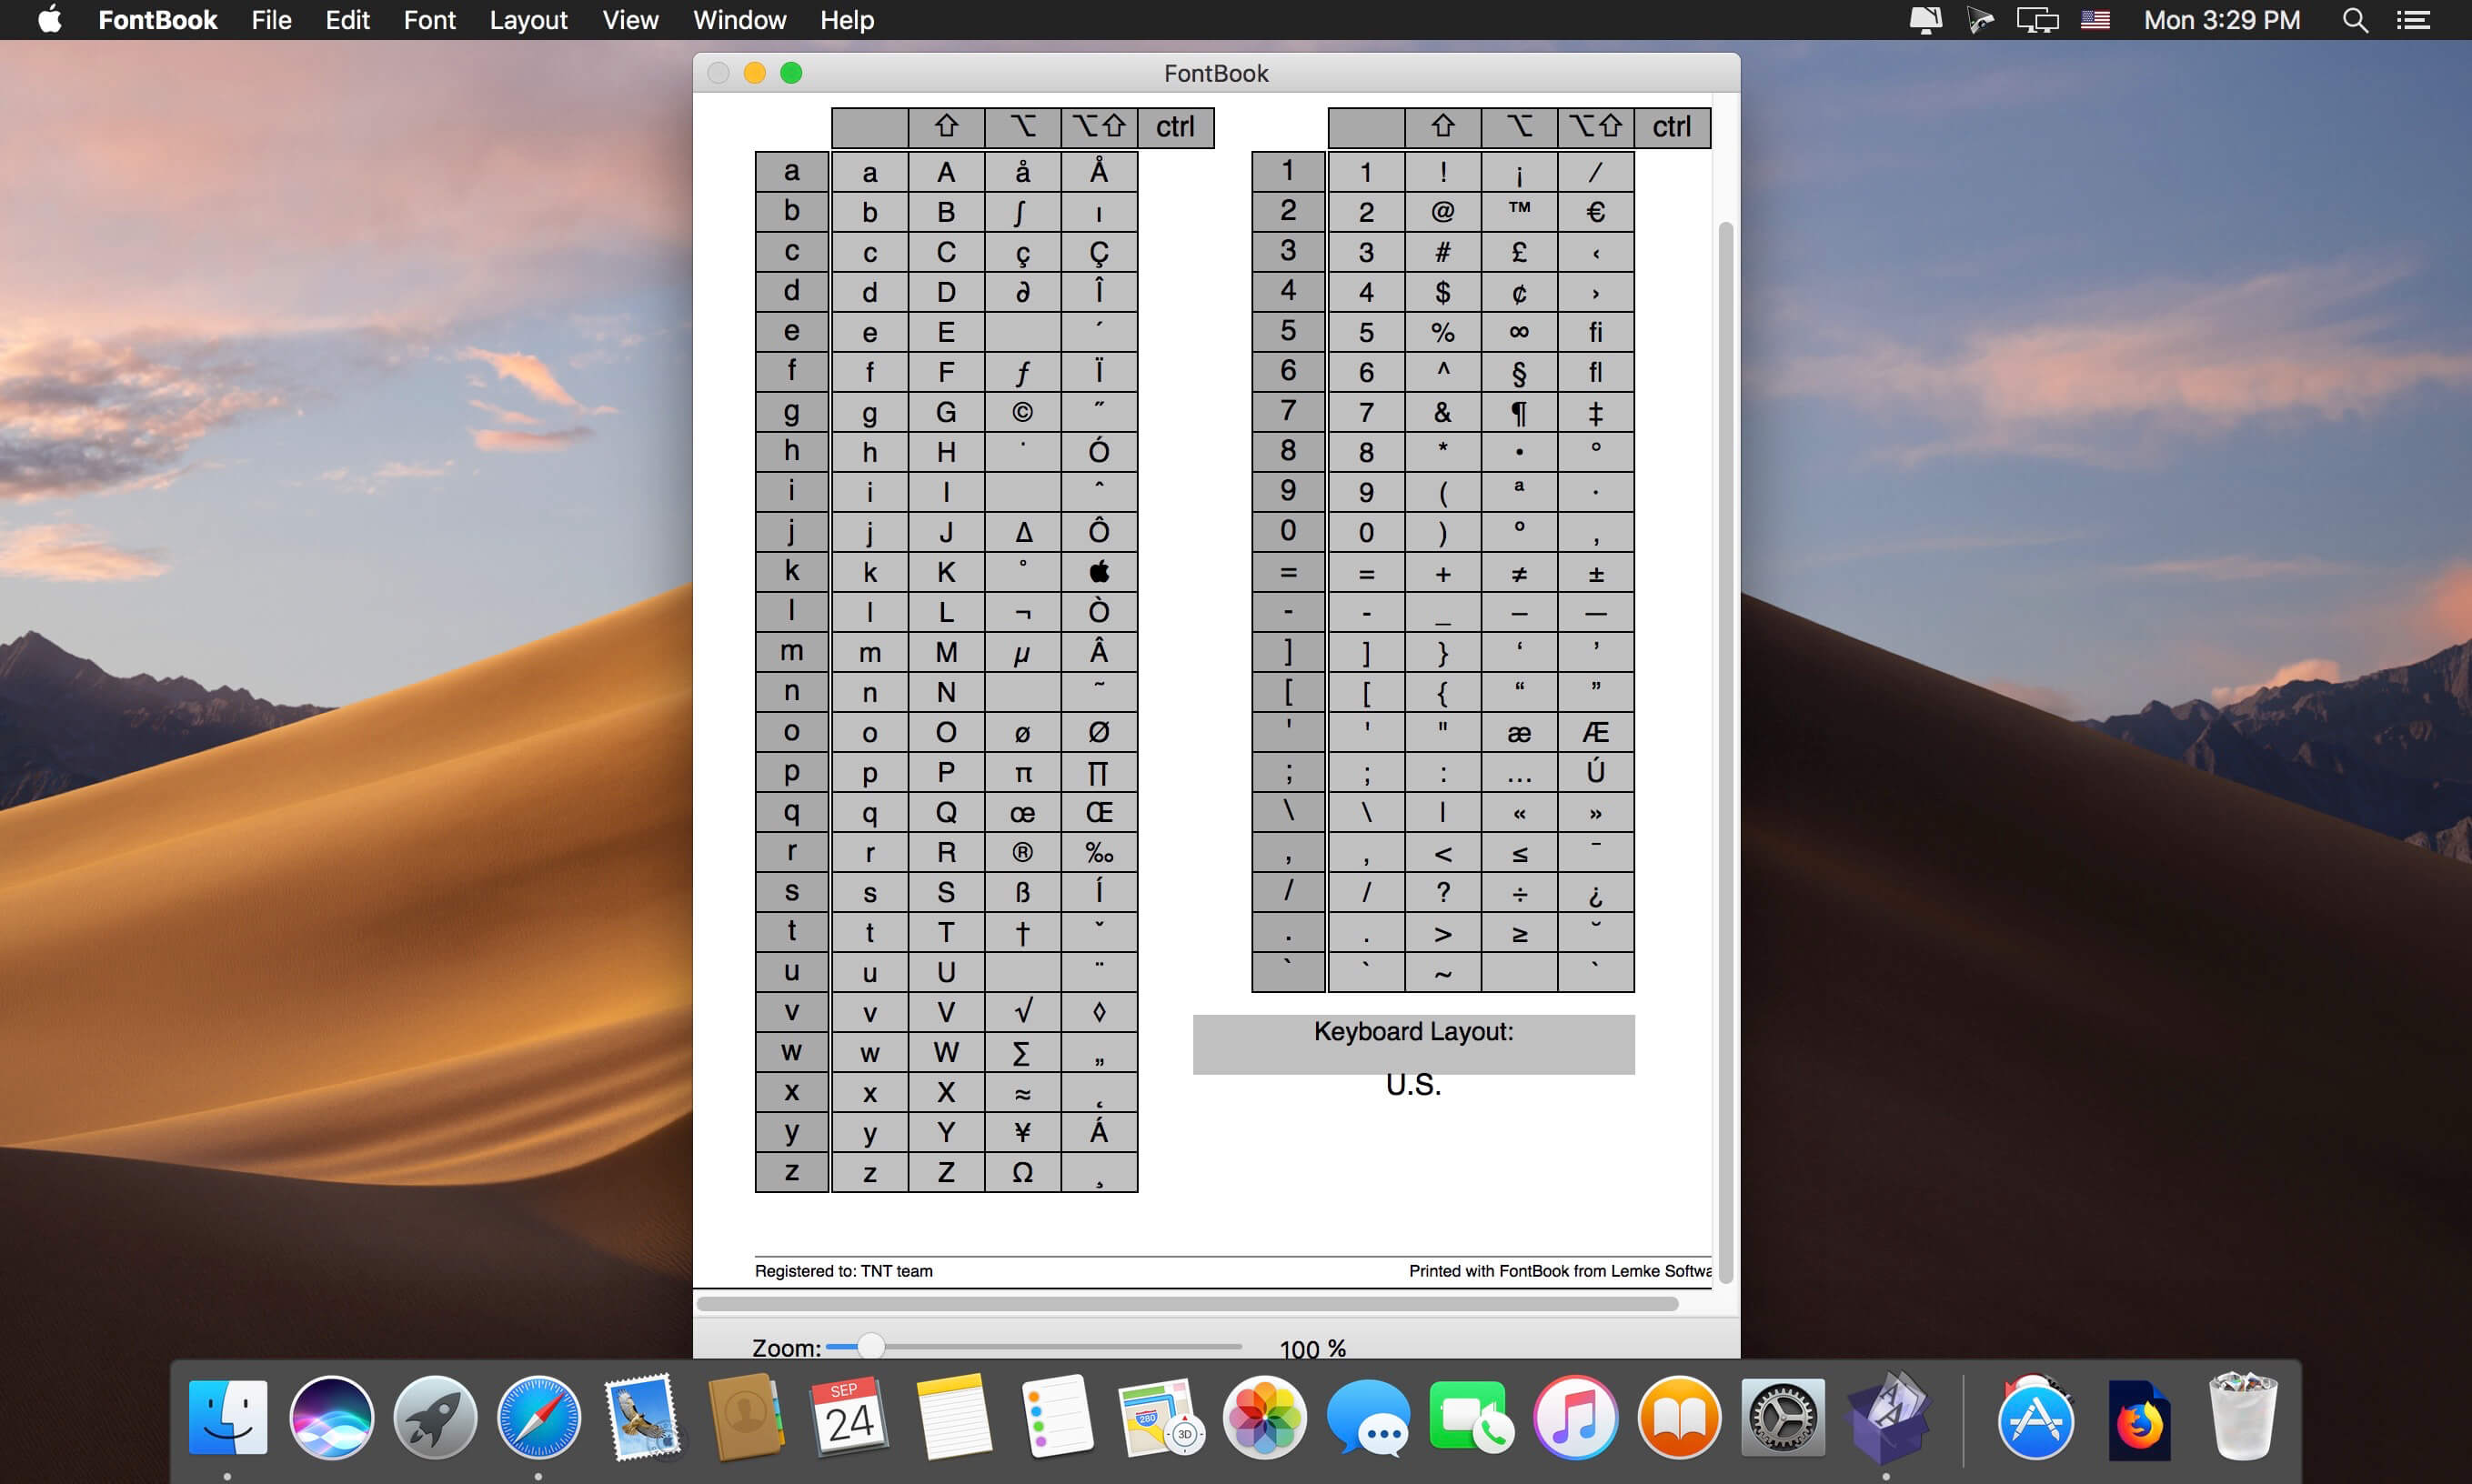 FontBook File Edit Font Layout View Window Help Mon 3:29 PM
FontBook
⇧ ⌥ ⌥⇧ ctrl
a a A å Å
b b B ∫ ı
c c C ç Ç
d d D ∂ Î
e e E ´
f f F ƒ Ï
g g G © ˝
h h H ˙ Ó
i i I ˆ
j j J ∆ Ô
k k K ˚ 
l l L ¬ Ò
m m M µ Â
n n N ˜
o o O ø Ø
p p P π ∏
q q Q œ Œ
r r R ® ‰
s s S ß Í
t t T † ˇ
u u U ¨
v v V √ ◊
w w W ∑ „
x x X ≈ ˛
y y Y ¥ Á
z z Z Ω ¸
⇧ ⌥ ⌥⇧ ctrl
1 1 ! ¡ ⁄
2 2 @ ™ €
3 3 # £ ‹
4 4 $ ¢ ›
5 5 % ∞ ﬁ
6 6 ^ § ﬂ
7 7 & ¶ ‡
8 8 * • °
9 9 ( ª ·
0 0 ) º ‚
= = + ≠ ±
- - _ – —
] ] } ‘ ’
[ [ { “ ”
' ' " æ Æ
; ; : … Ú
\ \ | « »
, , < ≤ ¯
/ / ? ÷ ¿
. . > ≥ ˘
` ` ~ `
Keyboard Layout:
U.S.
Registered to: TNT team
Printed with FontBook from Lemke Softwa
Zoom: 100 %
SEP
24
280
3D